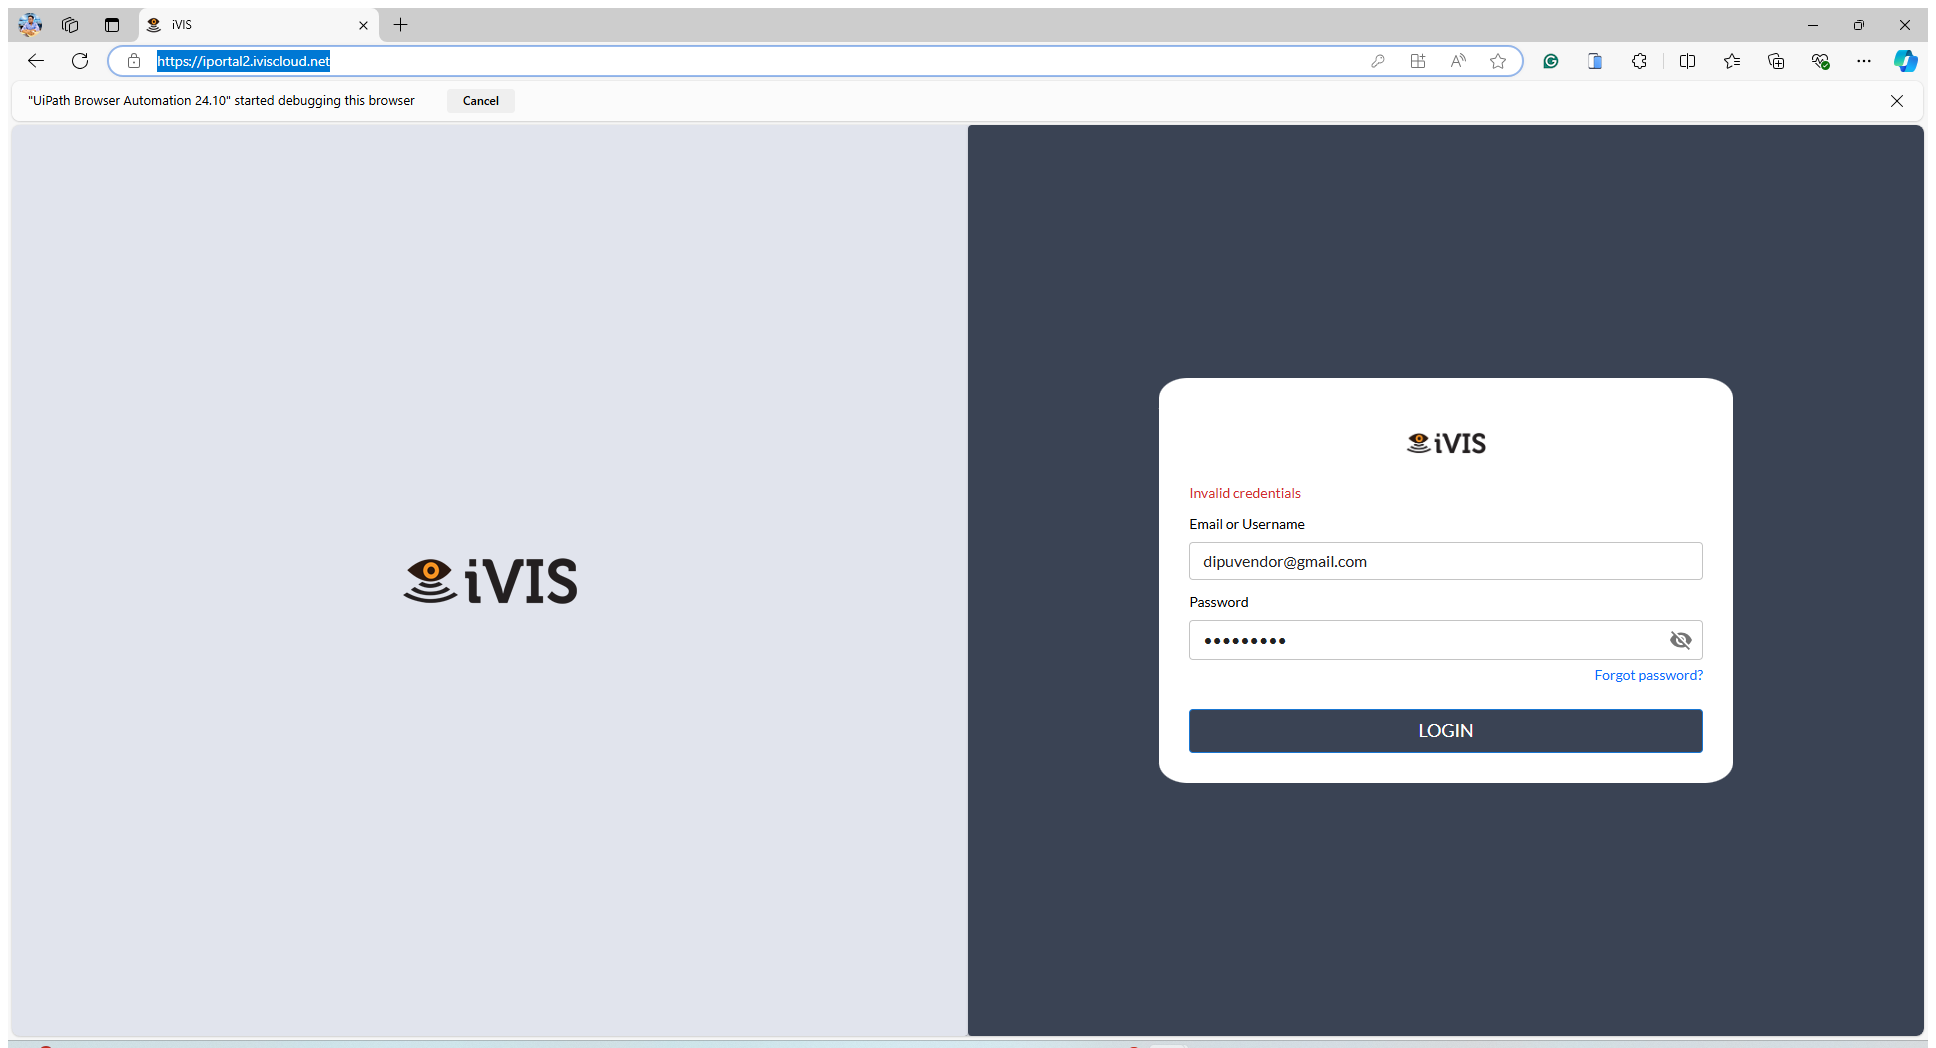 iVIS
https://iportal2.iviscloud.net
"UiPath Browser Automation 24.10" started debugging this browser
Cancel
iVIS
iVIS
Invalid credentials
Email or Username
dipuvendor@gmail.com
Password
•••••••••
Forgot password?
LOGIN